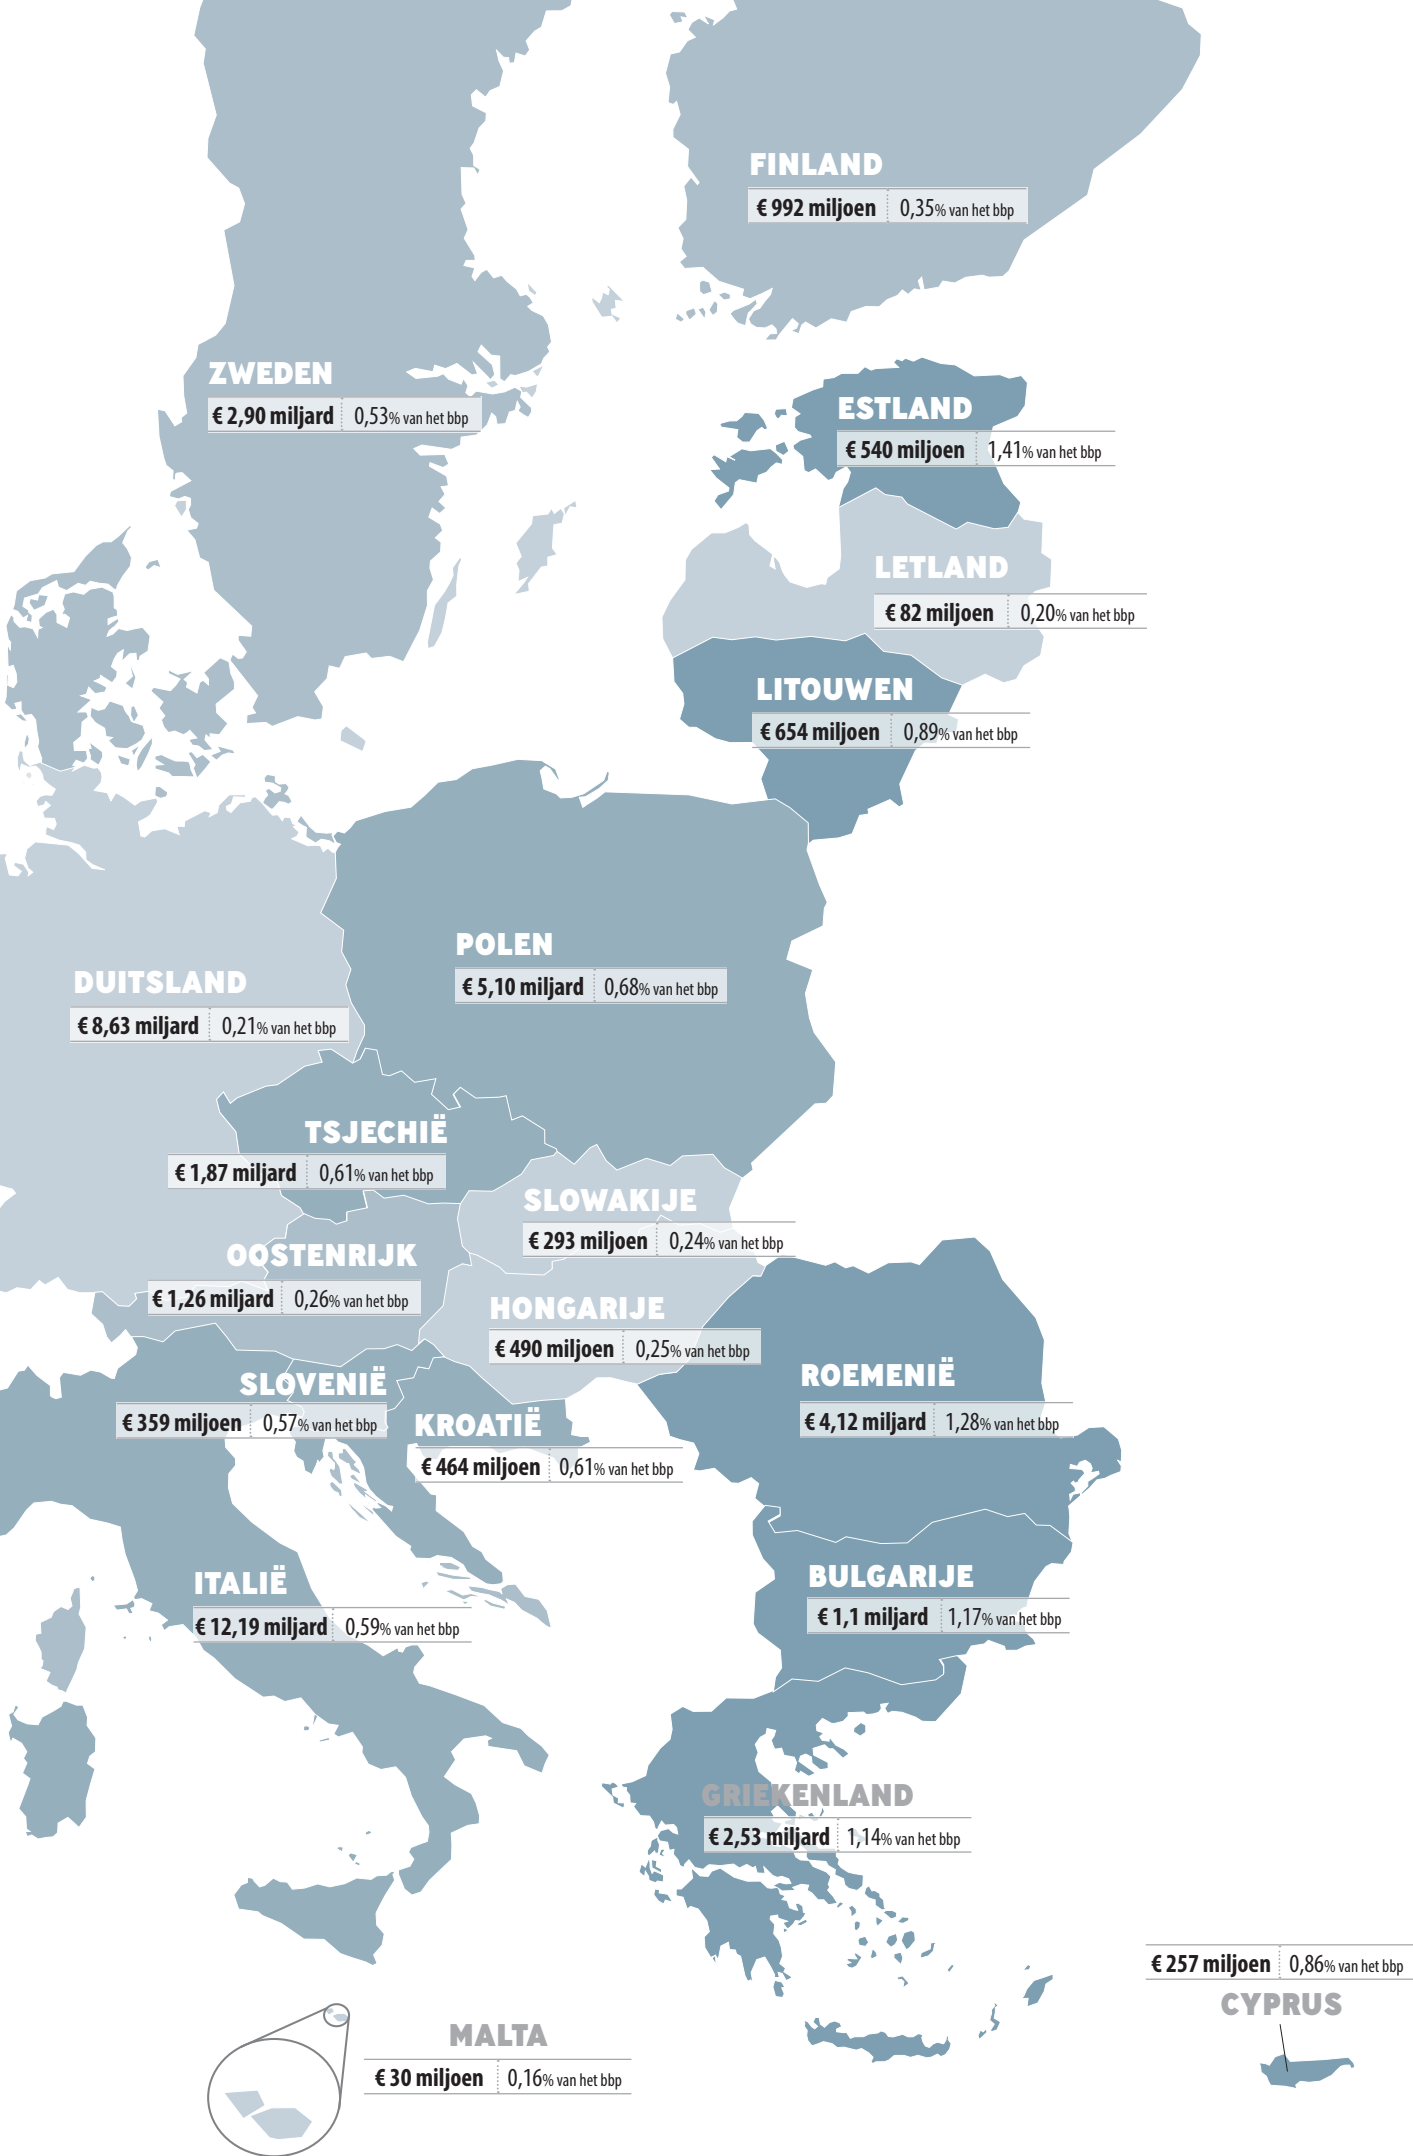 FINLAND
€ 992 miljoen 0,35% van het bbp
ZWEDEN
€ 2,90 miljard 0,53% van het bbp
ESTLAND
€ 540 miljoen 1,41% van het bbp
LETLAND
€ 82 miljoen 0,20% van het bbp
LITOUWEN
€ 654 miljoen 0,89% van het bbp
POLEN
€ 5,10 miljard 0,68% van het bbp
DUITSLAND
€ 8,63 miljard 0,21% van het bbp
TSJECHIË
€ 1,87 miljard 0,61% van het bbp
SLOWAKIJE
€ 293 miljoen 0,24% van het bbp
OOSTENRIJK
€ 1,26 miljard 0,26% van het bbp
HONGARIJE
€ 490 miljoen 0,25% van het bbp
ROEMENIË
€ 4,12 miljard 1,28% van het bbp
SLOVENIË
€ 359 miljoen 0,57% van het bbp
KROATIË
€ 464 miljoen 0,61% van het bbp
BULGARIJE
€ 1,1 miljard 1,17% van het bbp
ITALIË
€ 12,19 miljard 0,59% van het bbp
GRIEKENLAND
€ 2,53 miljard 1,14% van het bbp
€ 257 miljoen 0,86% van het bbp
CYPRUS
MALTA
€ 30 miljoen 0,16% van het bbp